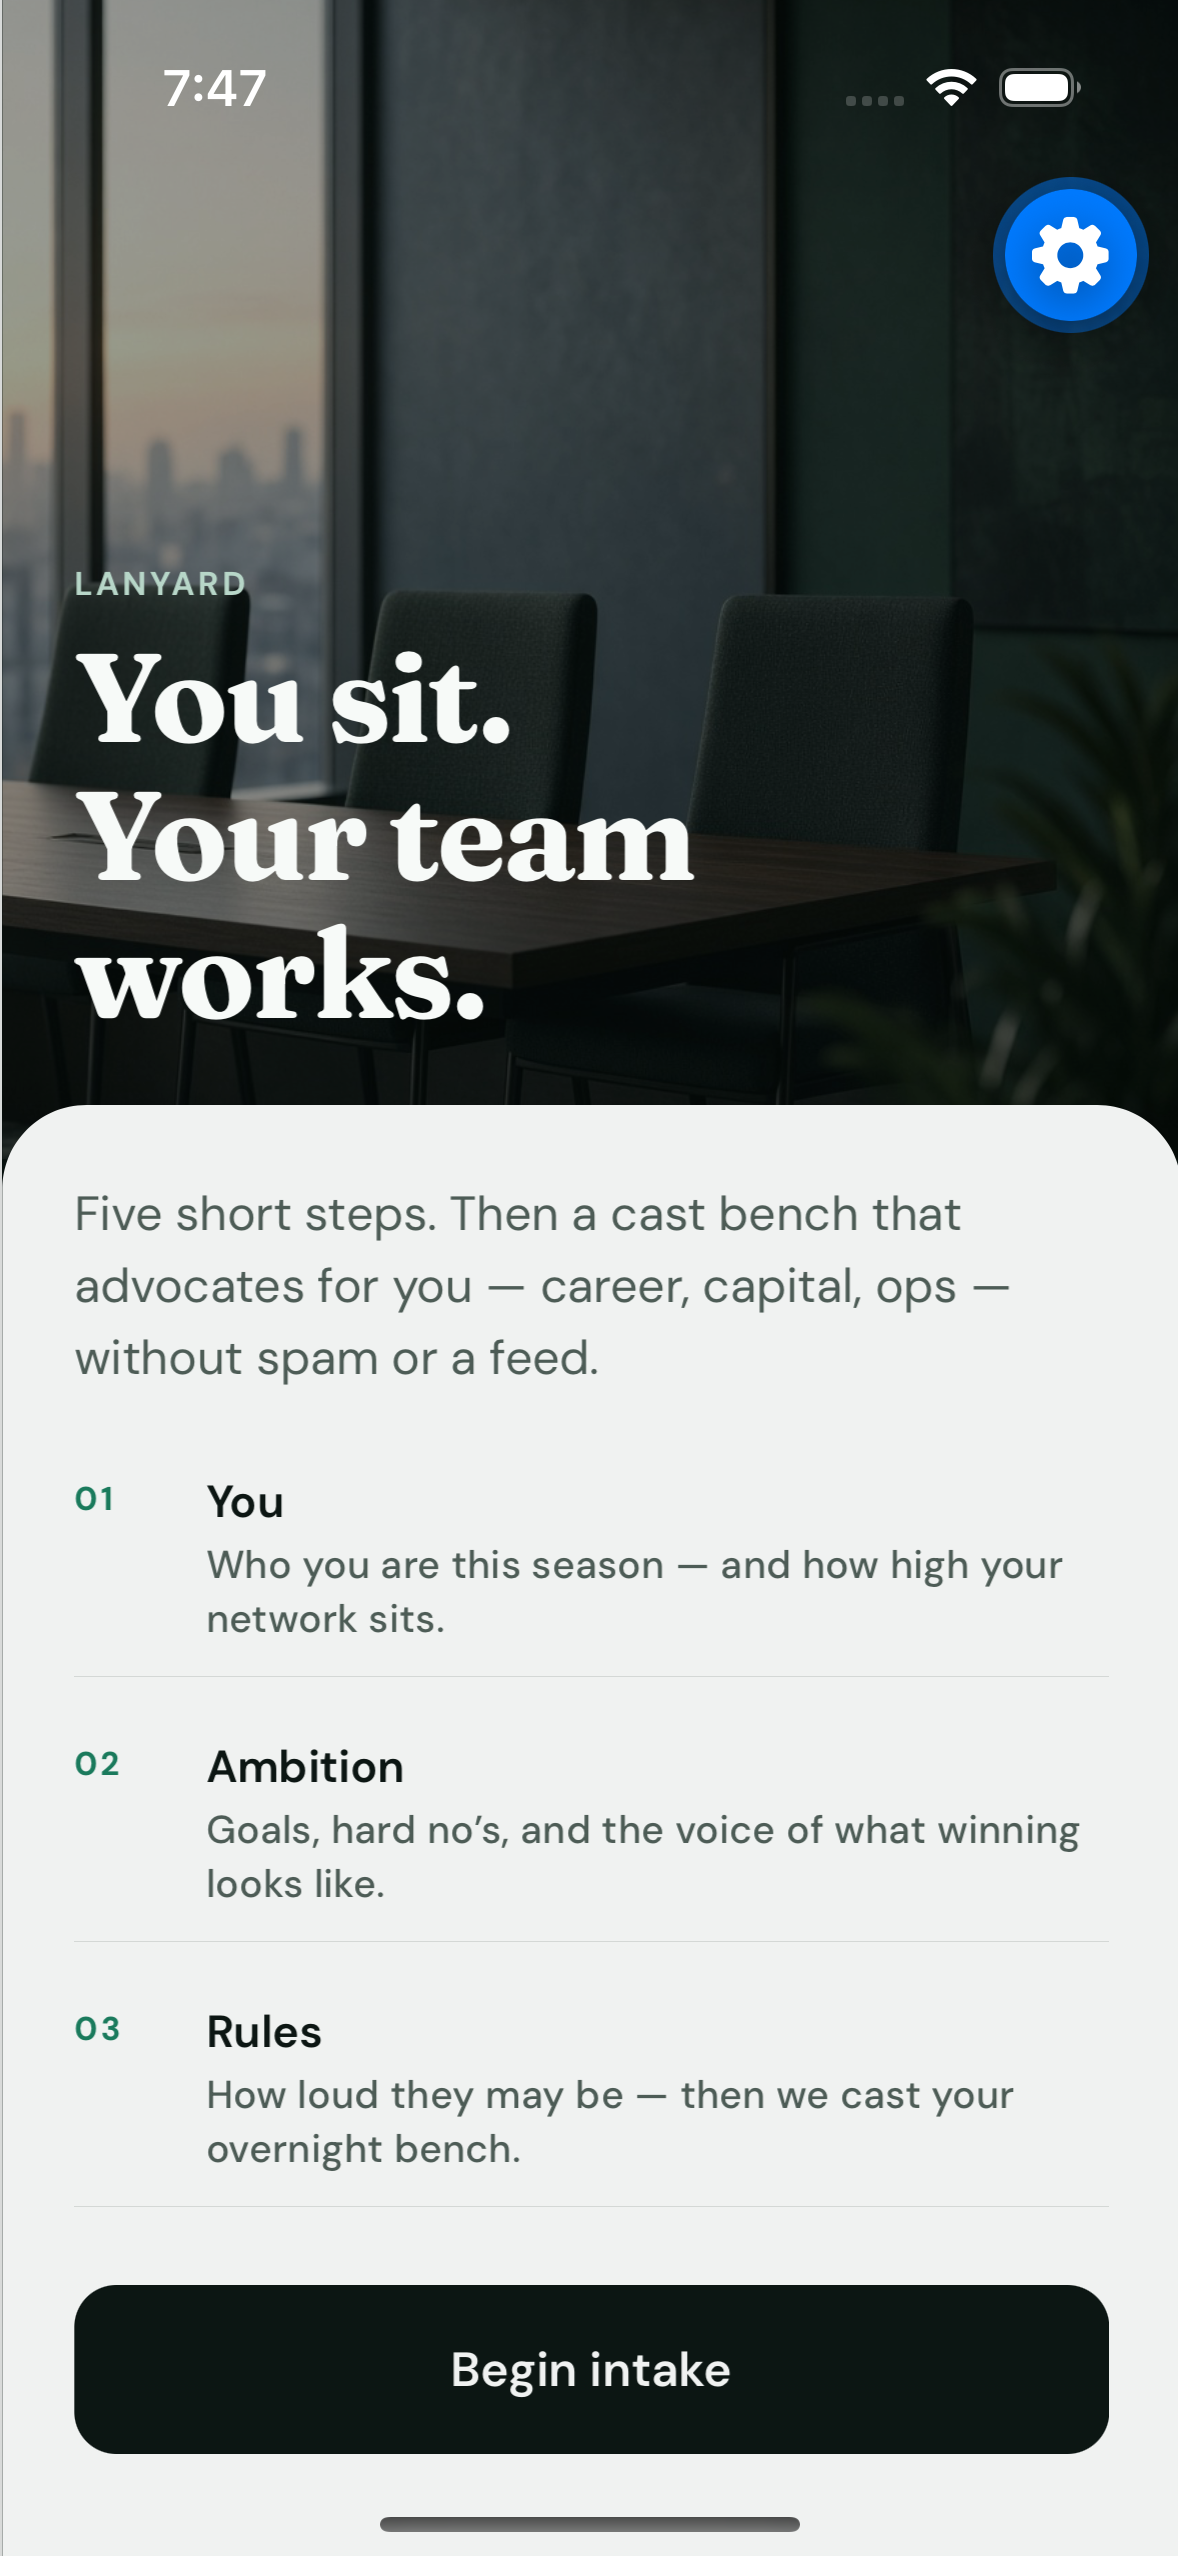 7:47
LANYARD
You sit.
Your team
works.
Five short steps. Then a cast bench that
advocates for you — career, capital, ops —
without spam or a feed.
01 You
Who you are this season — and how high your
network sits.
02 Ambition
Goals, hard no’s, and the voice of what winning
looks like.
03 Rules
How loud they may be — then we cast your
overnight bench.
Begin intake